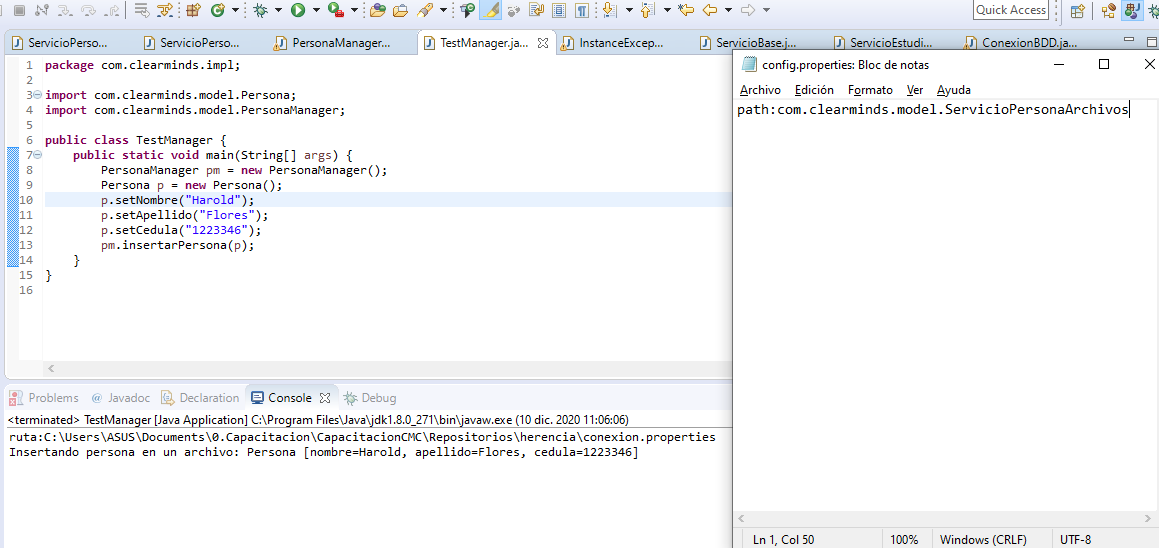 Quick Access
ServicioPerso...
ServicioPerso...
PersonaManager...
TestManager.ja...
InstanceExcep...
ServicioBase.j...
ServicioEstudi...
ConexionBDD.ja...
1 package com.clearminds.impl;
2
3 import com.clearminds.model.Persona;
4 import com.clearminds.model.PersonaManager;
5
6 public class TestManager {
7 public static void main(String[] args) {
8 PersonaManager pm = new PersonaManager();
9 Persona p = new Persona();
10 p.setNombre("Harold");
11 p.setApellido("Flores");
12 p.setCedula("1223346");
13 pm.insertarPersona(p);
14 }
15 }
16
config.properties: Bloc de notas
Archivo Edición Formato Ver Ayuda
path:com.clearminds.model.ServicioPersonaArchivos
Ln 1, Col 50 100% Windows (CRLF) UTF-8
Problems @ Javadoc Declaration Console Debug
<terminated> TestManager [Java Application] C:\Program Files\Java\jdk1.8.0_271\bin\javaw.exe (10 dic. 2020 11:06:06)
ruta:C:\Users\ASUS\Documents\0.Capacitacion\CapacitacionCMC\Repositorios\herencia\conexion.properties
Insertando persona en un archivo: Persona [nombre=Harold, apellido=Flores, cedula=1223346]